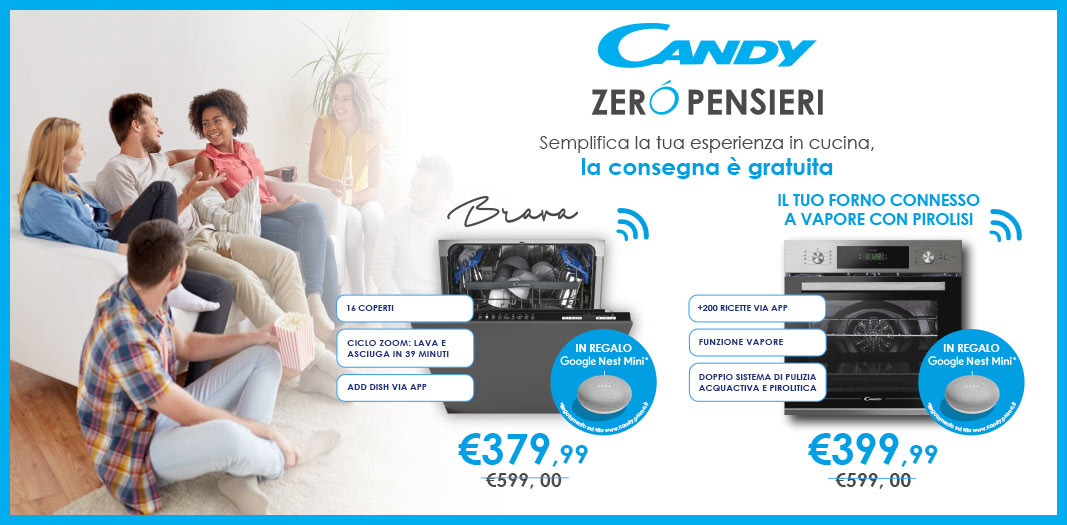 CANDY
ZERÓ PENSIERI
Semplifica la tua esperienza in cucina,
la consegna è gratuita
Brava
16 COPERTI
CICLO ZOOM: LAVA E
ASCIUGA IN 39 MINUTI
ADD DISH VIA APP
IN REGALO
Google Nest Mini*
€379,99
€599, 00
IL TUO FORNO CONNESSO
A VAPORE CON PIROLISI
+200 RICETTE VIA APP
FUNZIONE VAPORE
DOPPIO SISTEMA DI PULIZIA
ACQUACTIVA E PIROLITICA
CANDY
IN REGALO
Google Nest Mini*
€399,99
€599, 00